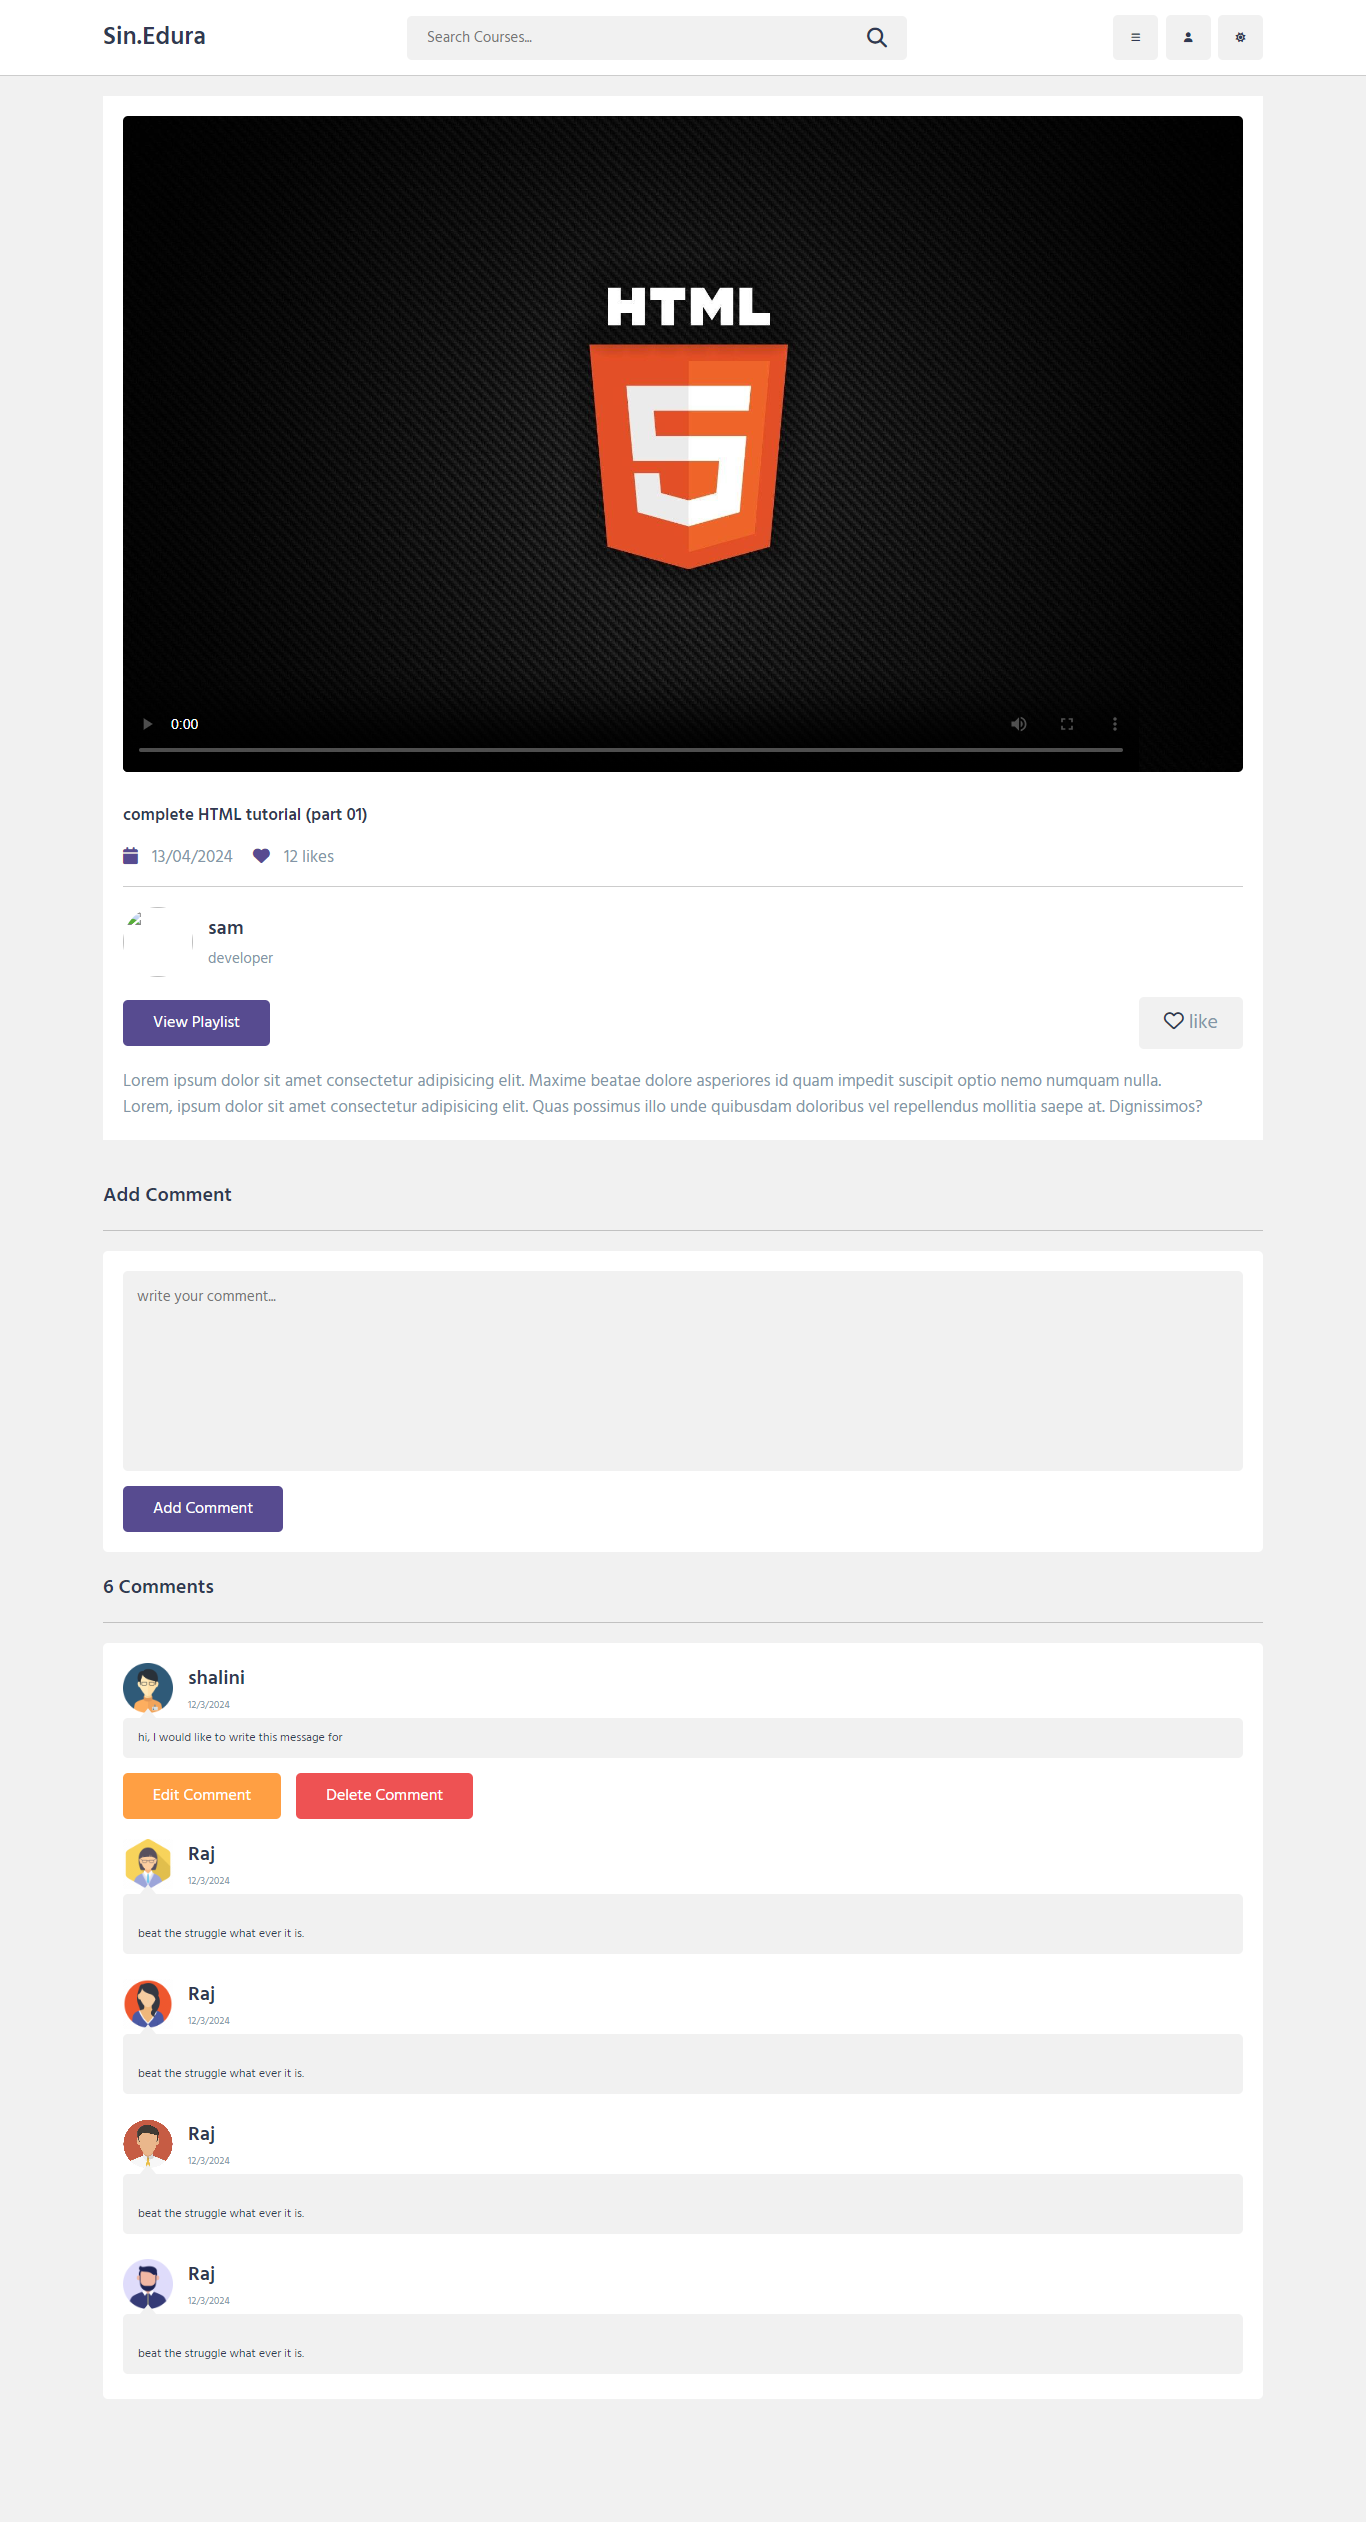 Sin.Edura
Search Courses...
HTML
5
0:00
complete HTML tutorial (part 01)
13/04/2024 12 likes
sam
developer
View Playlist
like
Lorem ipsum dolor sit amet consectetur adipisicing elit. Maxime beatae dolore asperiores id quam impedit suscipit optio nemo numquam nulla.
Lorem, ipsum dolor sit amet consectetur adipisicing elit. Quas possimus illo unde quibusdam doloribus vel repellendus mollitia saepe at. Dignissimos?
Add Comment
write your comment...
Add Comment
6 Comments
shalini
12/3/2024
hi, I would like to write this message for
Edit Comment Delete Comment
Raj
12/3/2024
beat the struggle what ever it is.
Raj
12/3/2024
beat the struggle what ever it is.
Raj
12/3/2024
beat the struggle what ever it is.
Raj
12/3/2024
beat the struggle what ever it is.